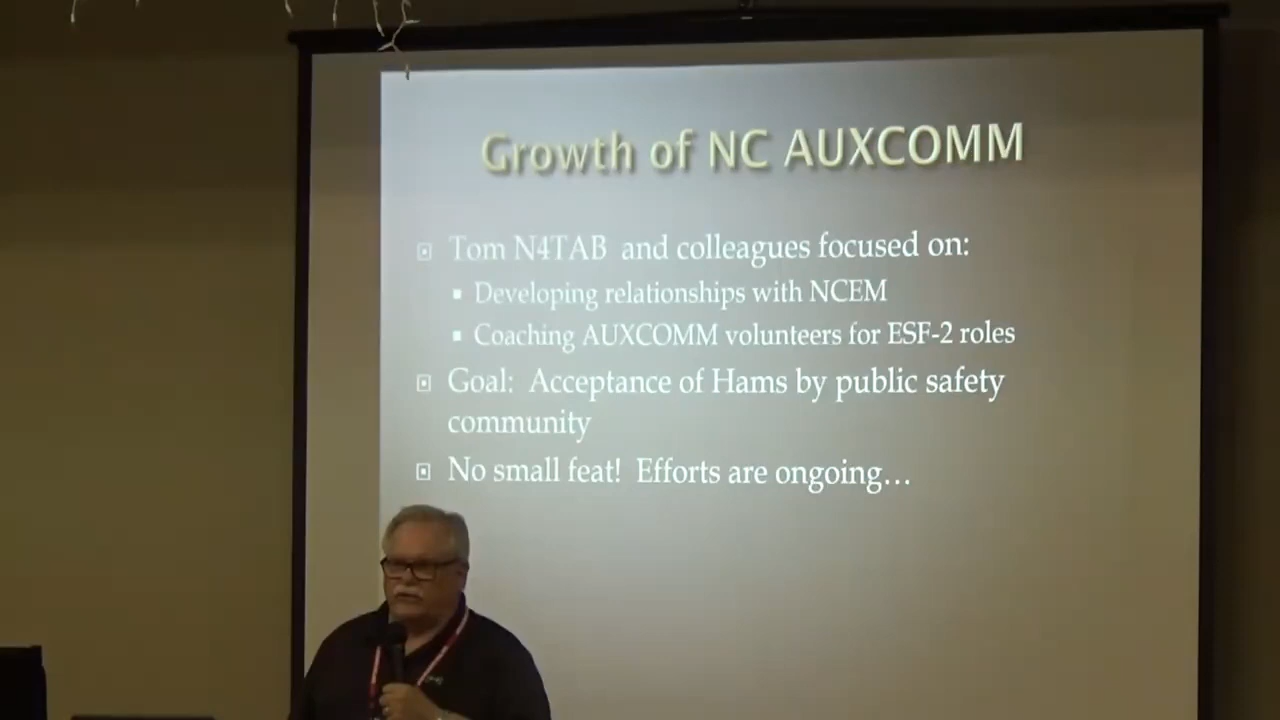 Growth of NC AUXCOMM
Tom N4TAB and colleagues focused on:
Developing relationships with NCEM
Coaching AUXCOMM volunteers for ESF-2 roles
Goal: Acceptance of Hams by public safety
community
No small feat! Efforts are ongoing…